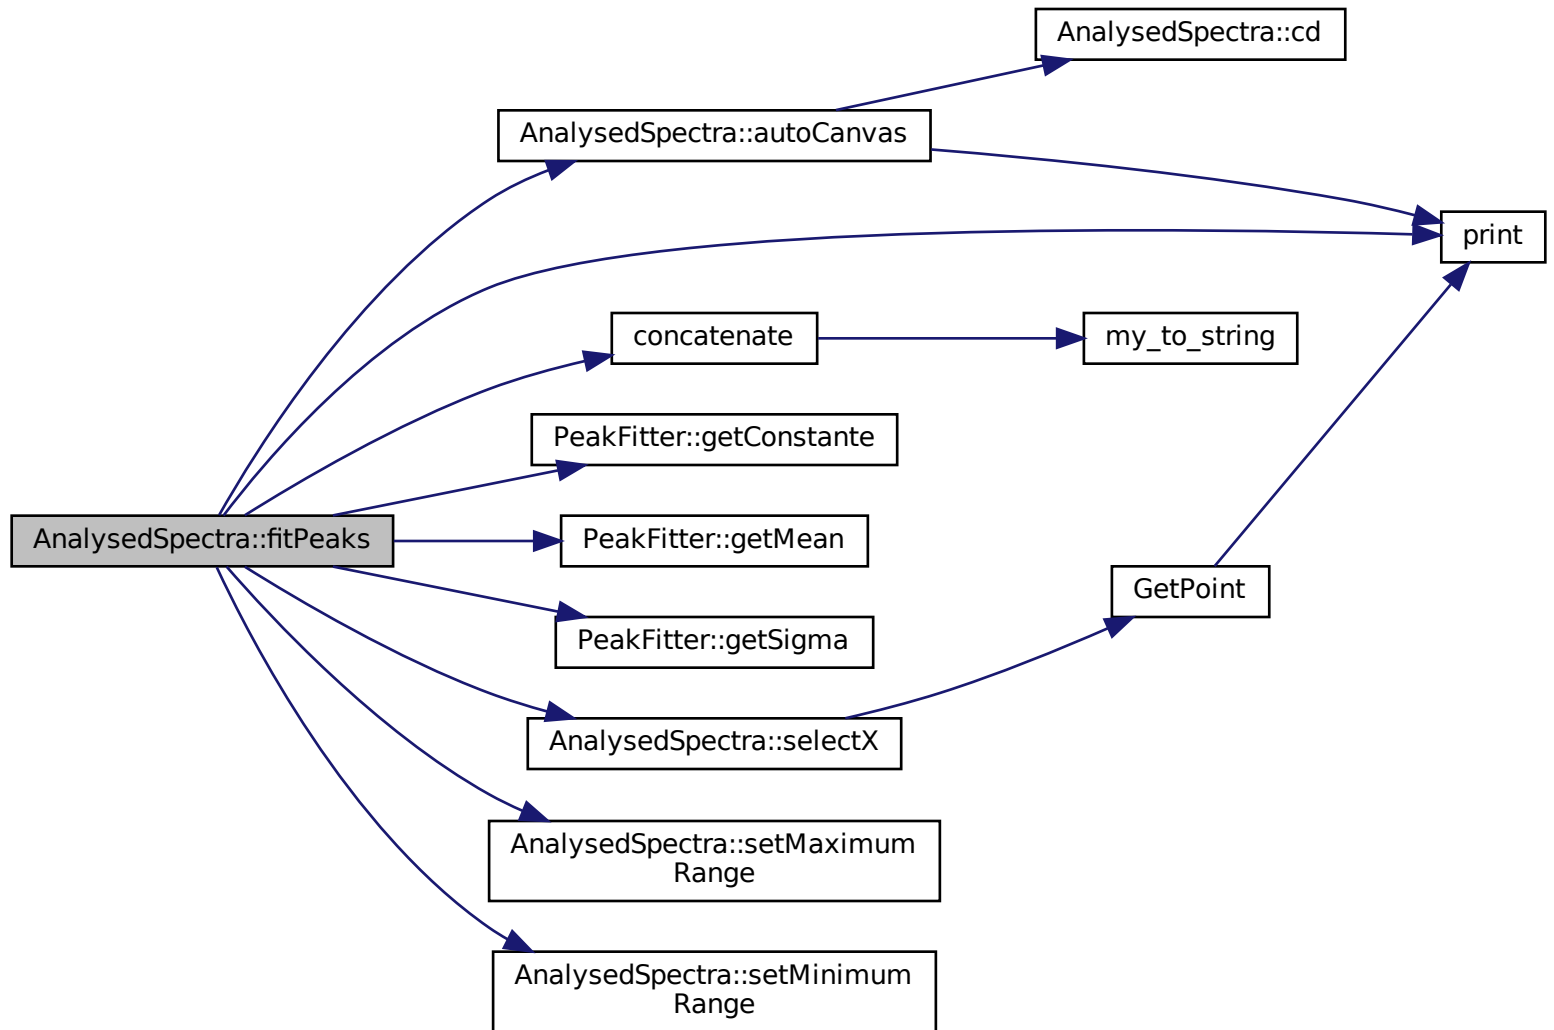 AnalysedSpectra::cd
AnalysedSpectra::autoCanvas
print
concatenate
my_to_string
PeakFitter::getConstante
AnalysedSpectra::fitPeaks
PeakFitter::getMean
GetPoint
PeakFitter::getSigma
AnalysedSpectra::selectX
AnalysedSpectra::setMaximum
Range
AnalysedSpectra::setMinimum
Range